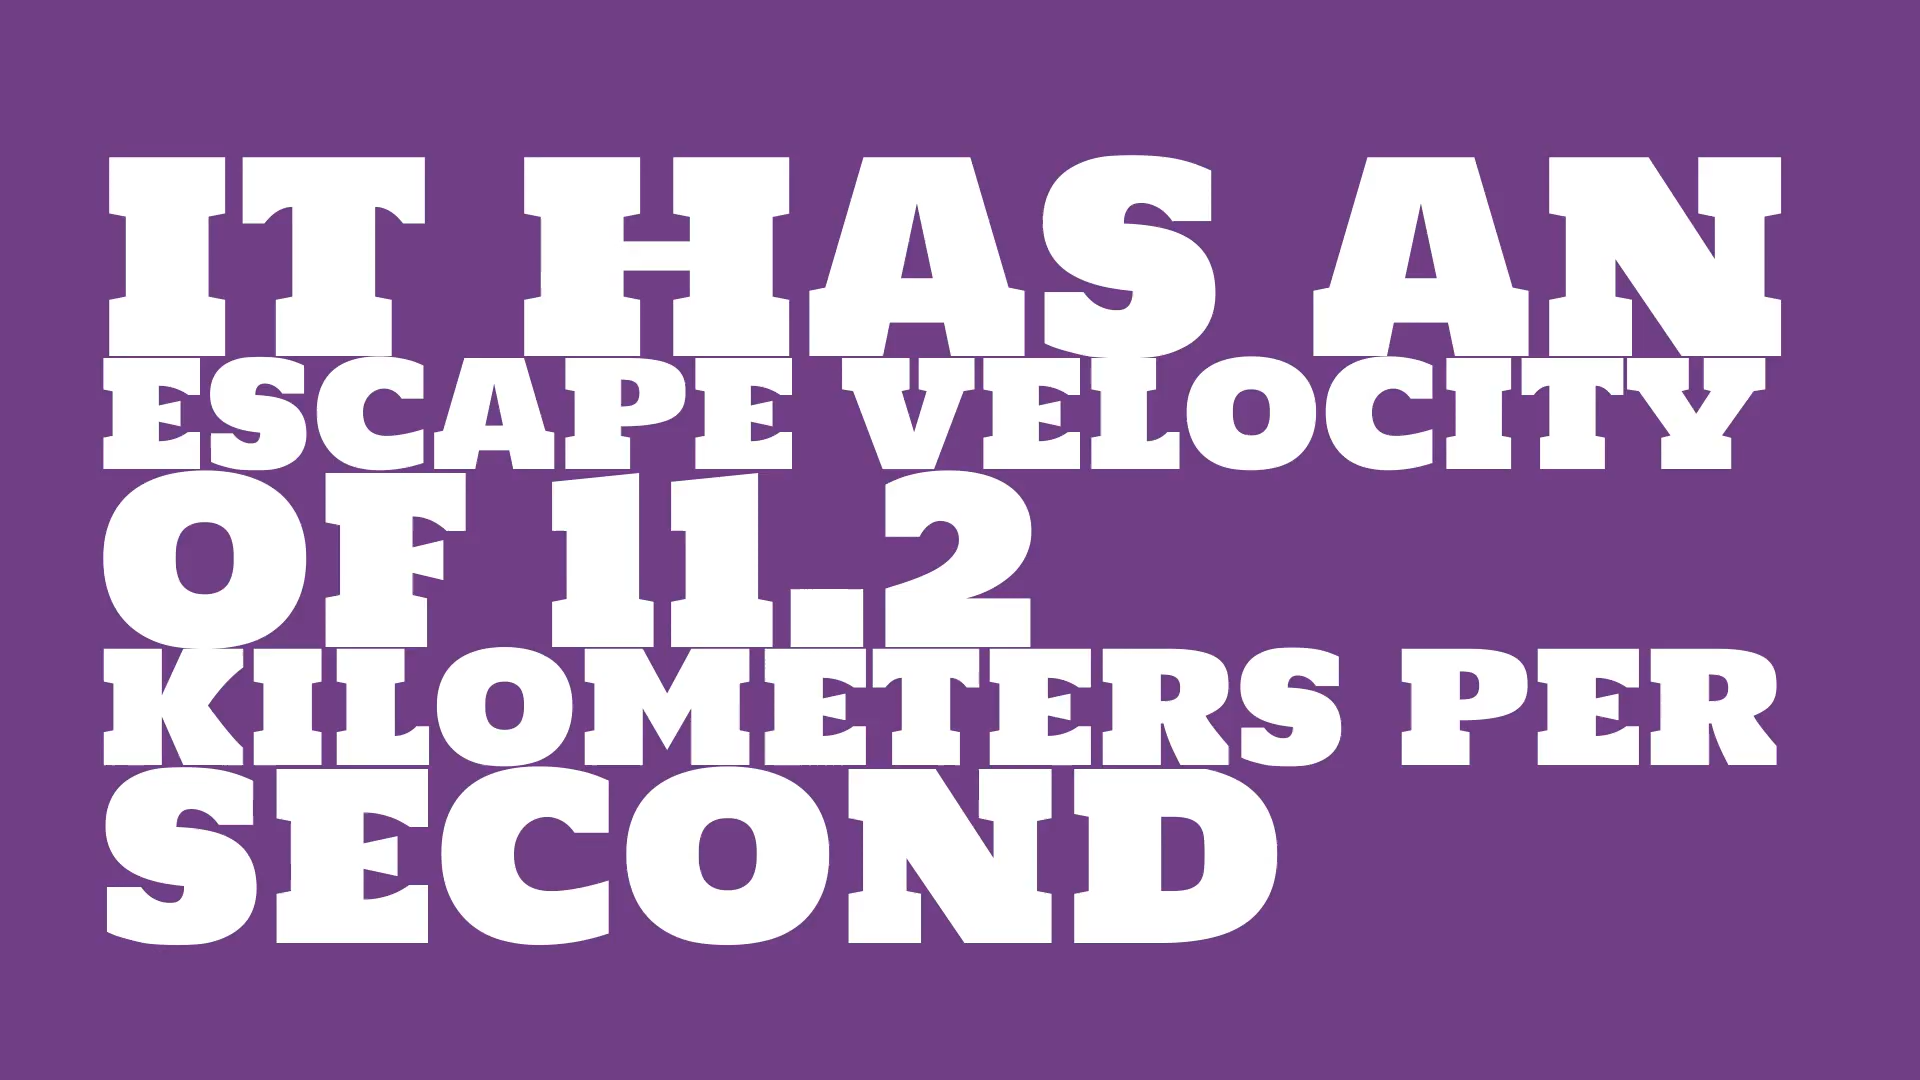 IT HAS AN
ESCAPE VELOCITY
OF 11.2
KILOMETERS PER
SECOND